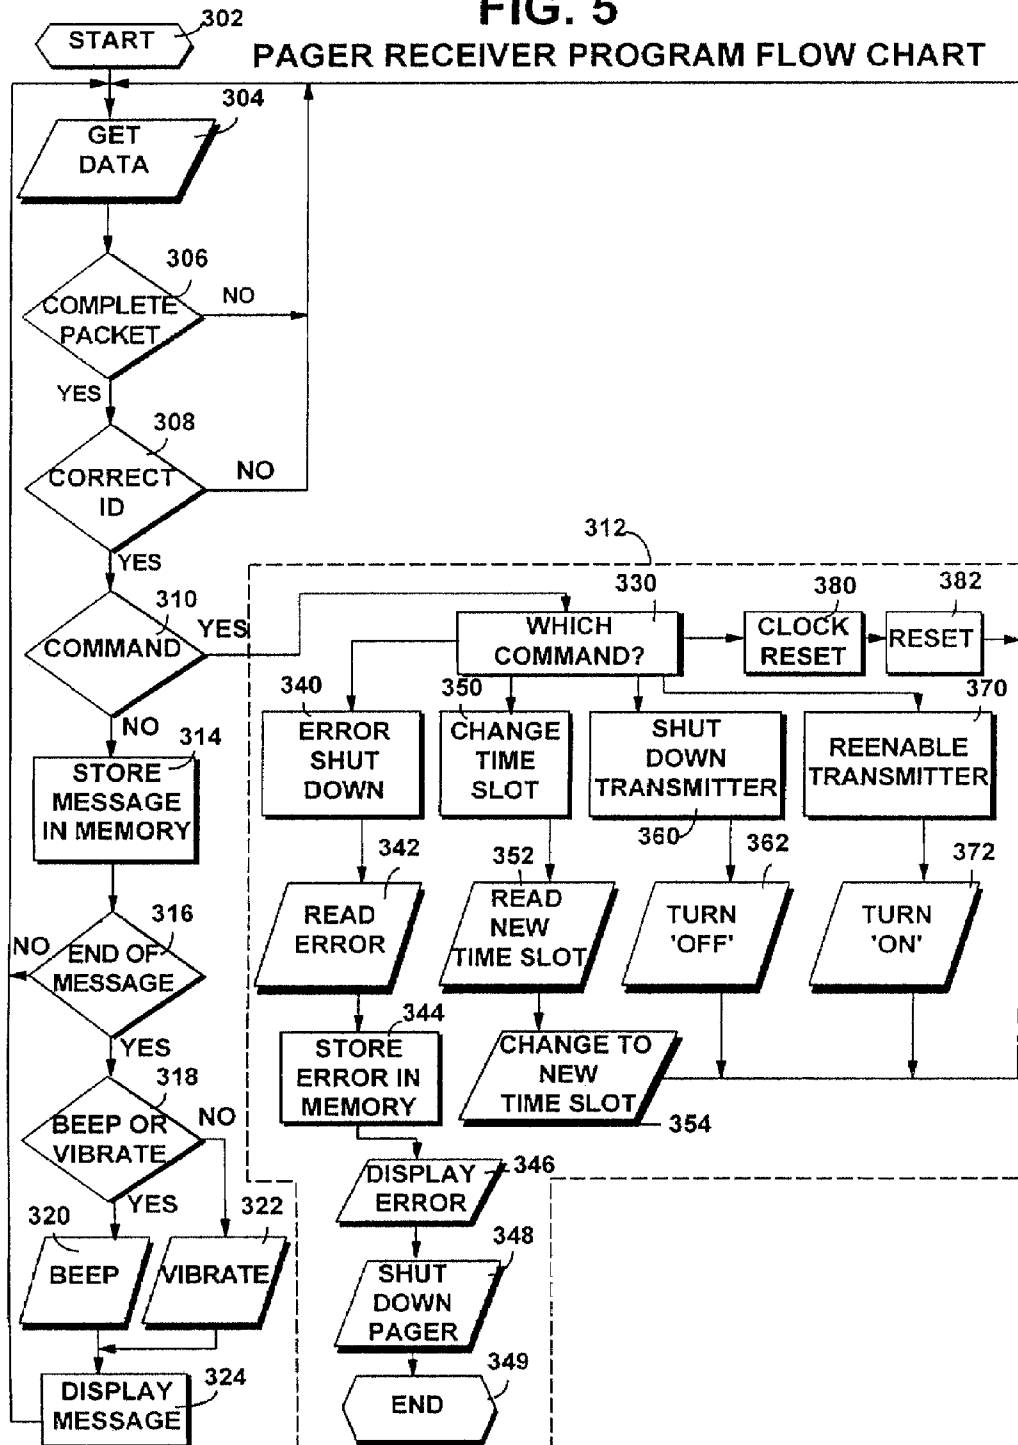 FIG. 5
PAGER RECEIVER PROGRAM FLOW CHART
302
START
304
GET
DATA
306
COMPLETE
PACKET
NO
YES
308
CORRECT
ID
NO
YES
310
COMMAND
YES
NO
312
330
WHICH
COMMAND?
380
CLOCK
RESET
382
RESET
340
ERROR
SHUT
DOWN
350
CHANGE
TIME
SLOT
SHUT
DOWN
TRANSMITTER
360
370
REENABLE
TRANSMITTER
314
STORE
MESSAGE
IN MEMORY
342
READ
ERROR
352
READ
NEW
TIME SLOT
362
TURN
'OFF'
372
TURN
'ON'
316
END OF
MESSAGE
NO
YES
344
STORE
ERROR IN
MEMORY
CHANGE TO
NEW
TIME SLOT
354
318
BEEP OR
VIBRATE
NO
YES
346
DISPLAY
ERROR
320
BEEP
322
VIBRATE
348
SHUT
DOWN
PAGER
324
DISPLAY
MESSAGE
349
END